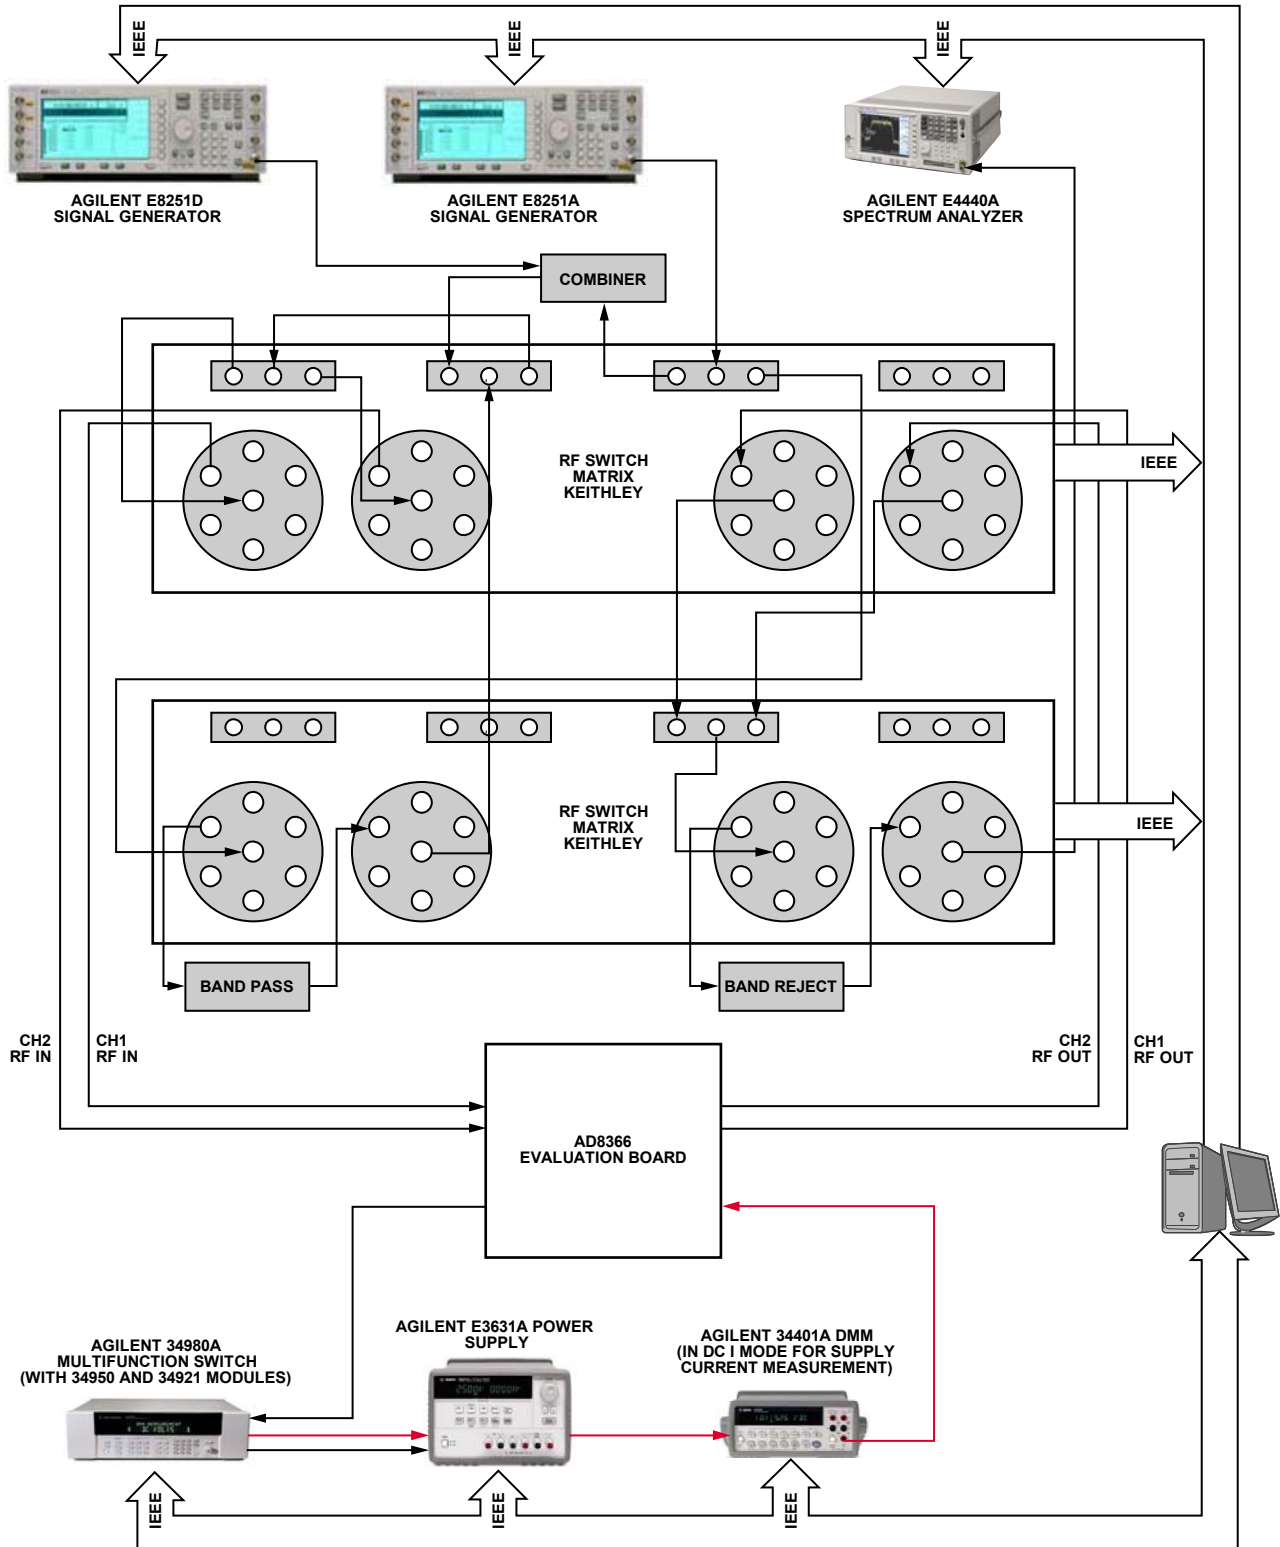 IEEE
IEEE
IEEE
AGILENT E8251D
SIGNAL GENERATOR
AGILENT E8251A
SIGNAL GENERATOR
AGILENT E4440A
SPECTRUM ANALYZER
COMBINER
RF SWITCH
MATRIX
KEITHLEY
IEEE
RF SWITCH
MATRIX
KEITHLEY
IEEE
BAND PASS
BAND REJECT
CH2
RF IN
CH1
RF IN
CH2
RF OUT
CH1
RF OUT
AD8366
EVALUATION BOARD
AGILENT 34980A
MULTIFUNCTION SWITCH
(WITH 34950 AND 34921 MODULES)
AGILENT E3631A POWER
SUPPLY
AGILENT 34401A DMM
(IN DC I MODE FOR SUPPLY
CURRENT MEASUREMENT)
IEEE
IEEE
IEEE